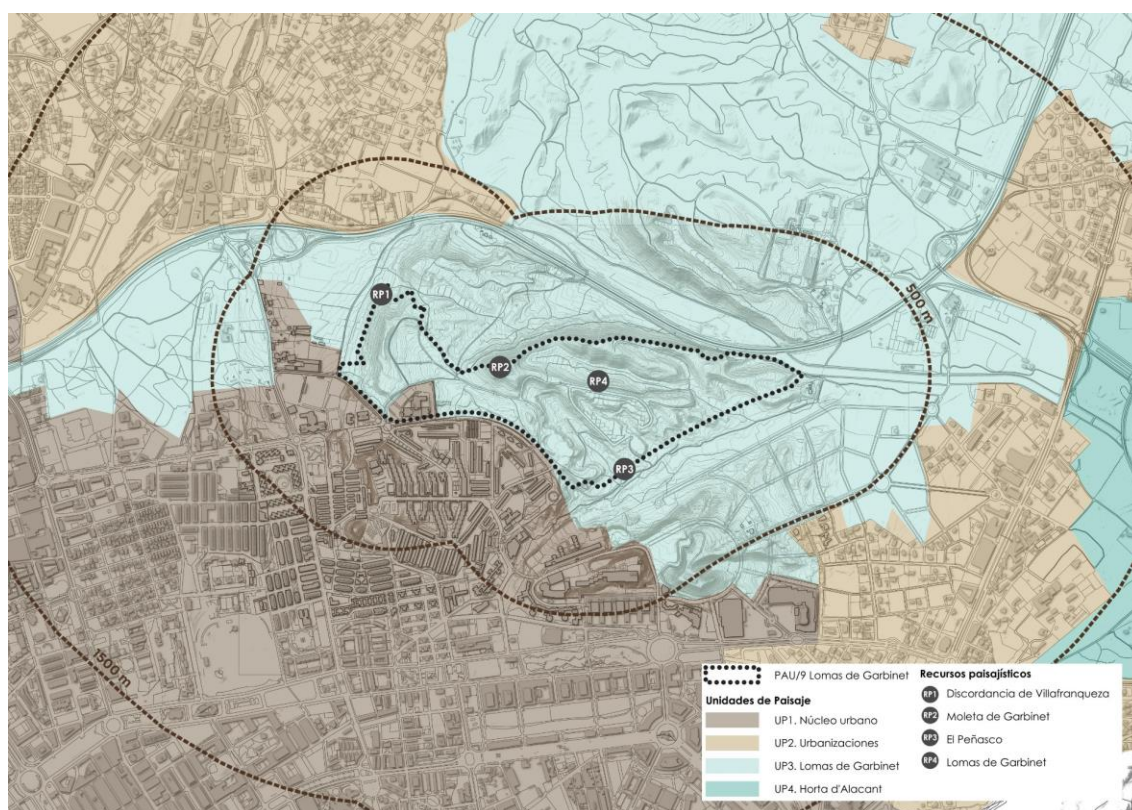 500 m
1500 m
RP1
RP2
RP4
RP3
PAU/9 Lomas de Garbinet
Unidades de Paisaje
UP1. Núcleo urbano
UP2. Urbanizaciones
UP3. Lomas de Garbinet
UP4. Horta d'Alacant
Recursos paisajísticos
RP1 Discordancia de Villafranqueza
RP2 Moleta de Garbinet
RP3 El Peñasco
RP4 Lomas de Garbinet